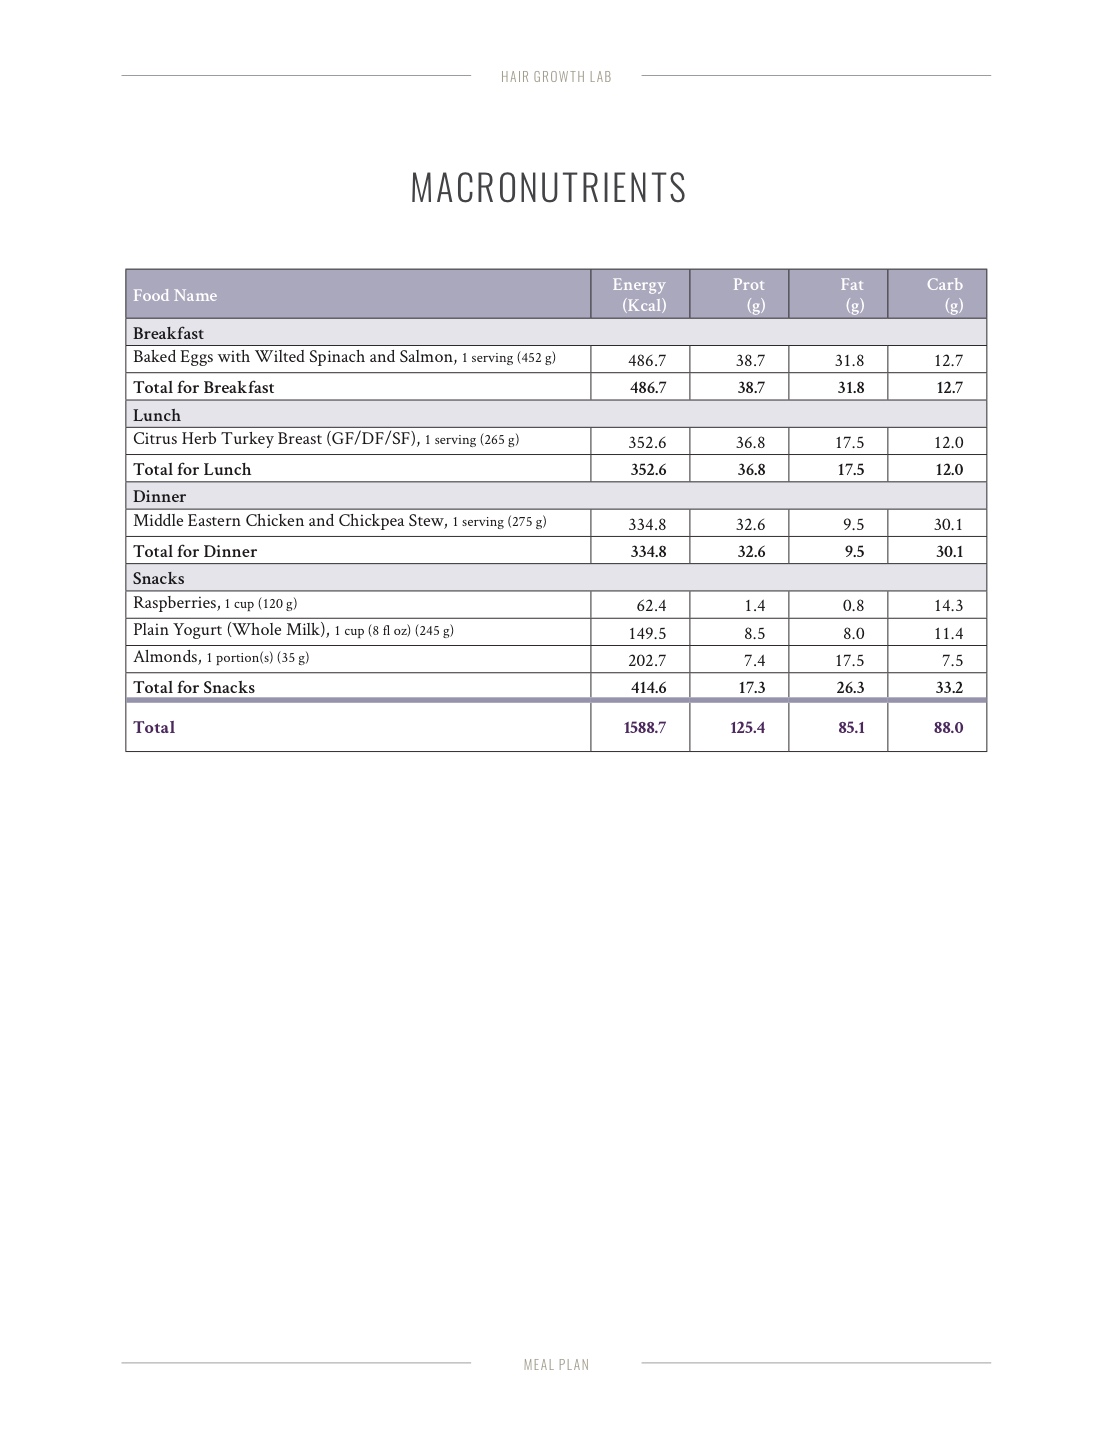 HAIR GROWTH LAB
MACRONUTRIENTS
Food Name Energy (Kcal) Prot (g) Fat (g) Carb (g)
Breakfast
Baked Eggs with Wilted Spinach and Salmon, 1 serving (452 g) 486.7 38.7 31.8 12.7
Total for Breakfast 486.7 38.7 31.8 12.7
Lunch
Citrus Herb Turkey Breast (GF/DF/SF), 1 serving (265 g) 352.6 36.8 17.5 12.0
Total for Lunch 352.6 36.8 17.5 12.0
Dinner
Middle Eastern Chicken and Chickpea Stew, 1 serving (275 g) 334.8 32.6 9.5 30.1
Total for Dinner 334.8 32.6 9.5 30.1
Snacks
Raspberries, 1 cup (120 g) 62.4 1.4 0.8 14.3
Plain Yogurt (Whole Milk), 1 cup (8 fl oz) (245 g) 149.5 8.5 8.0 11.4
Almonds, 1 portion(s) (35 g) 202.7 7.4 17.5 7.5
Total for Snacks 414.6 17.3 26.3 33.2
Total 1588.7 125.4 85.1 88.0
MEAL PLAN